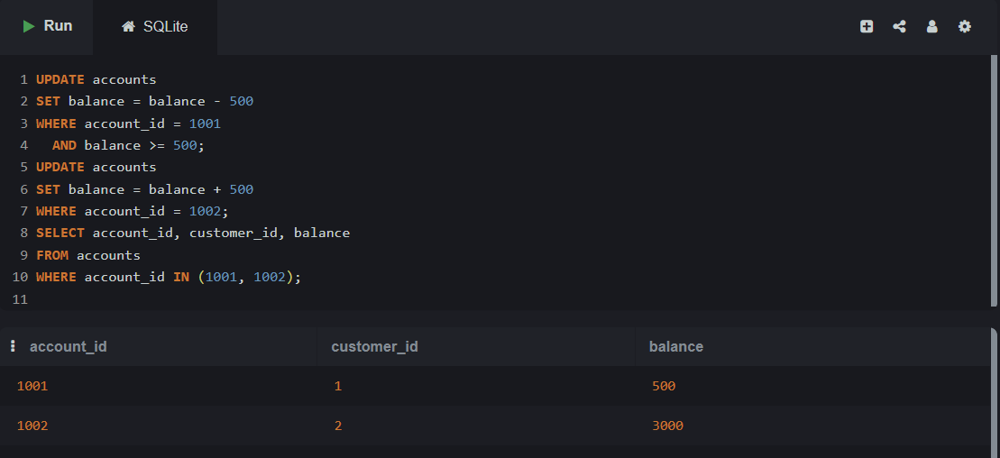 Run SQLite
1 UPDATE accounts
2 SET balance = balance - 500
3 WHERE account_id = 1001
4   AND balance >= 500;
5 UPDATE accounts
6 SET balance = balance + 500
7 WHERE account_id = 1002;
8 SELECT account_id, customer_id, balance
9 FROM accounts
10 WHERE account_id IN (1001, 1002);
11
account_id customer_id balance
1001 1 500
1002 2 3000